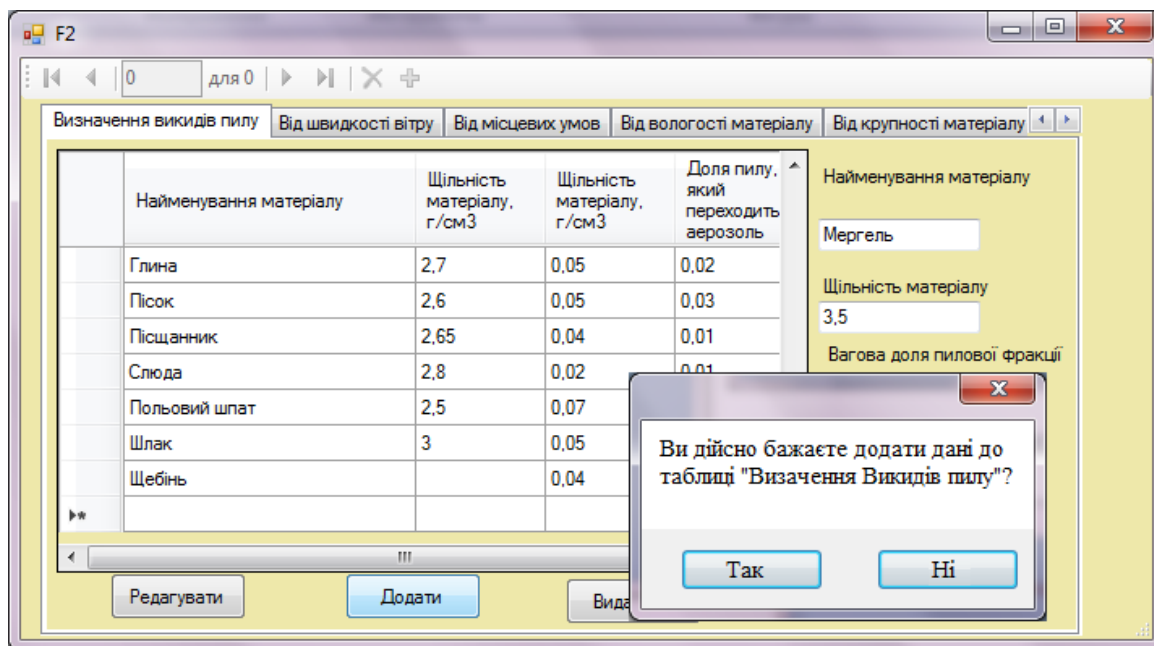 F2
0 для 0
Визначення викидів пилу Від швидкості вітру Від місцевих умов Від вологості матеріалу Від крупності матеріалу
Найменування матеріалу
Щільність
матеріалу,
г/см3
Щільність
матеріалу,
г/см3
Доля пилу,
який
переходить
аерозоль
Глина 2,7 0,05 0,02
Пісок 2,6 0,05 0,03
Пісщанник 2,65 0,04 0,01
Слюда 2,8 0,02 0,01
Польовий шпат 2,5 0,07
Шлак 3 0,05
Щебінь 0,04
Найменування матеріалу
Мергель
Щільність матеріалу
3,5
Вагова доля пилової фракції
Ви дійсно бажаєте додати дані до
таблиці "Визачення Викидів пилу"?
Так Ні
Редагувати Додати